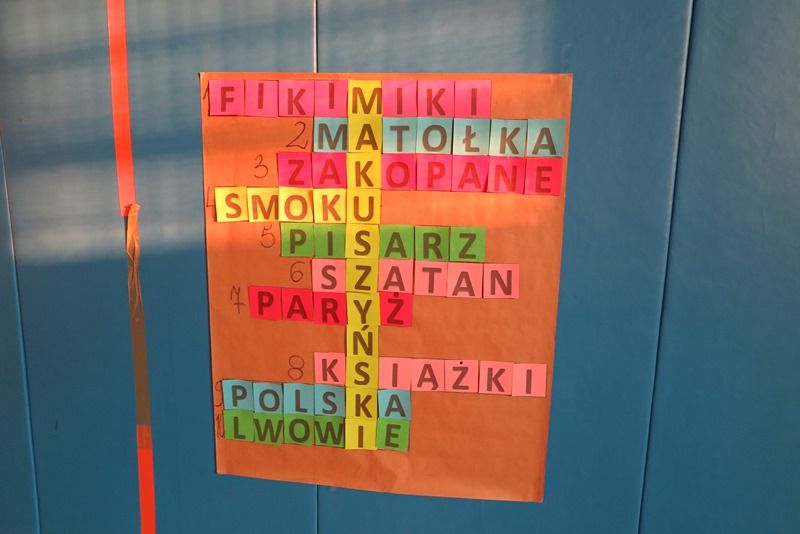 1 FIKIMIKI
2 MATOŁKA
3 ZAKOPANE
4 SMOKU
5 PISARZ
6 SZATAN
7 PARYŻ
Ń
8 KSIĄŻKI
9 POLSKA
10 LWOWIE